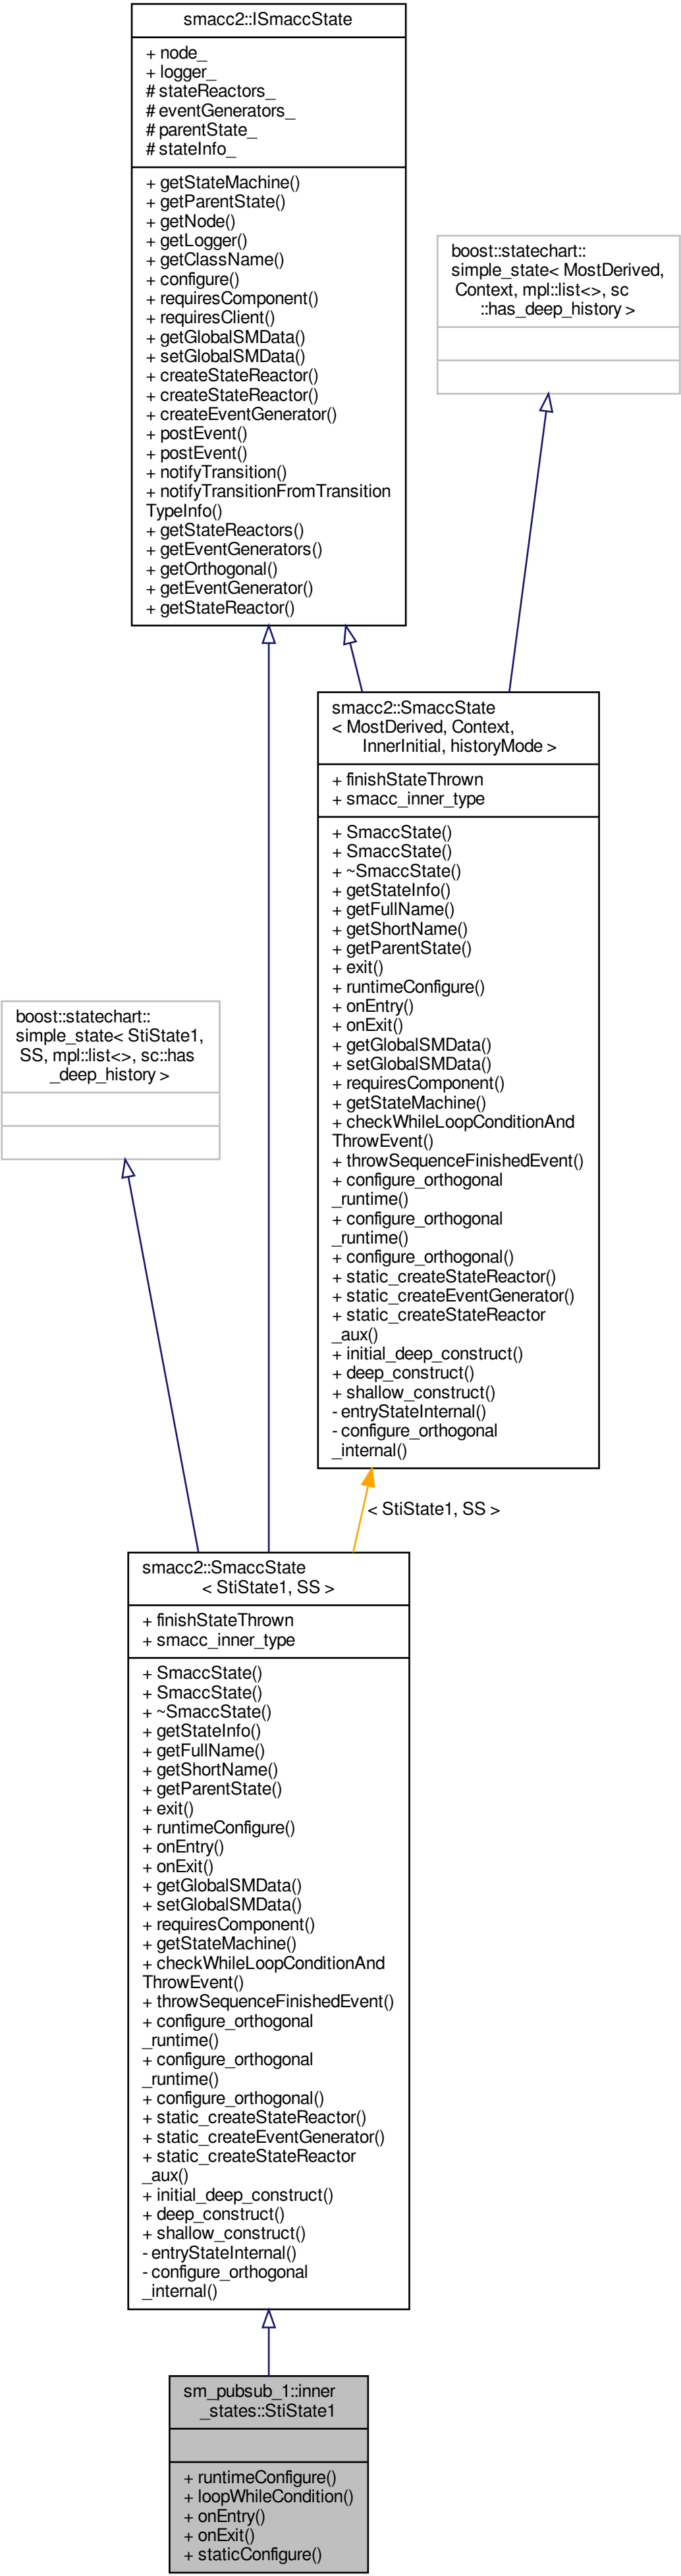 smacc2::ISmaccState
+ node_
+ logger_
# stateReactors_
# eventGenerators_
# parentState_
# stateInfo_
+ getStateMachine()
+ getParentState()
+ getNode()
+ getLogger()
+ getClassName()
+ configure()
+ requiresComponent()
+ requiresClient()
+ getGlobalSMData()
+ setGlobalSMData()
+ createStateReactor()
+ createStateReactor()
+ createEventGenerator()
+ postEvent()
+ postEvent()
+ notifyTransition()
+ notifyTransitionFromTransition
TypeInfo()
+ getStateReactors()
+ getEventGenerators()
+ getOrthogonal()
+ getEventGenerator()
+ getStateReactor()
boost::statechart::
simple_state< MostDerived,
Context, mpl::list<>, sc
::has_deep_history >
smacc2::SmaccState
< MostDerived, Context,
InnerInitial, historyMode >
+ finishStateThrown
+ smacc_inner_type
+ SmaccState()
+ SmaccState()
+ ~SmaccState()
+ getStateInfo()
+ getFullName()
+ getShortName()
+ getParentState()
+ exit()
+ runtimeConfigure()
+ onEntry()
+ onExit()
+ getGlobalSMData()
+ setGlobalSMData()
+ requiresComponent()
+ getStateMachine()
+ checkWhileLoopConditionAnd
ThrowEvent()
+ throwSequenceFinishedEvent()
+ configure_orthogonal
_runtime()
+ configure_orthogonal
_runtime()
+ configure_orthogonal()
+ static_createStateReactor()
+ static_createEventGenerator()
+ static_createStateReactor
_aux()
+ initial_deep_construct()
+ deep_construct()
+ shallow_construct()
- entryStateInternal()
- configure_orthogonal
_internal()
boost::statechart::
simple_state< StiState1,
SS, mpl::list<>, sc::has
_deep_history >
< StiState1, SS >
smacc2::SmaccState
< StiState1, SS >
+ finishStateThrown
+ smacc_inner_type
+ SmaccState()
+ SmaccState()
+ ~SmaccState()
+ getStateInfo()
+ getFullName()
+ getShortName()
+ getParentState()
+ exit()
+ runtimeConfigure()
+ onEntry()
+ onExit()
+ getGlobalSMData()
+ setGlobalSMData()
+ requiresComponent()
+ getStateMachine()
+ checkWhileLoopConditionAnd
ThrowEvent()
+ throwSequenceFinishedEvent()
+ configure_orthogonal
_runtime()
+ configure_orthogonal
_runtime()
+ configure_orthogonal()
+ static_createStateReactor()
+ static_createEventGenerator()
+ static_createStateReactor
_aux()
+ initial_deep_construct()
+ deep_construct()
+ shallow_construct()
- entryStateInternal()
- configure_orthogonal
_internal()
sm_pubsub_1::inner
_states::StiState1
+ runtimeConfigure()
+ loopWhileCondition()
+ onEntry()
+ onExit()
+ staticConfigure()